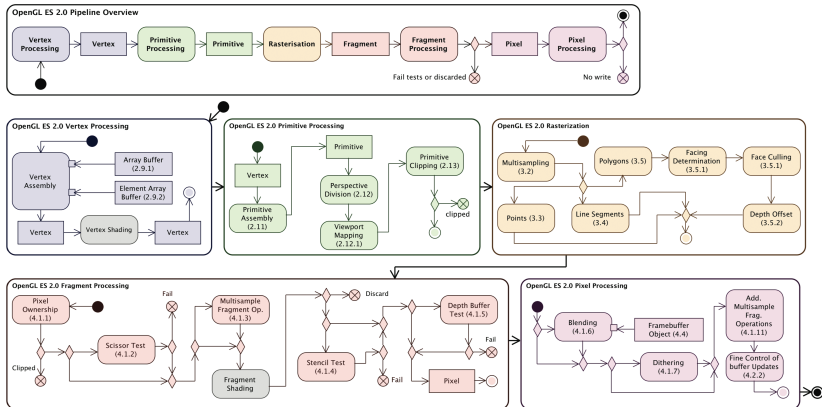 OpenGL ES 2.0 Pipeline Overview
Vertex
Processing
Vertex
Primitive
Processing
Primitive
Rasterisation
Fragment
Fragment
Processing
Pixel
Pixel
Processing
Fail tests or discarded
No write
OpenGL ES 2.0 Vertex Processing
Vertex
Assembly
Array Buffer
(2.9.1)
Element Array
Buffer (2.9.2)
Vertex
Vertex Shading
Vertex
OpenGL ES 2.0 Primitive Processing
Vertex
Primitive
Assembly
(2.11)
Primitive
Perspective
Division (2.12)
Viewport
Mapping
(2.12.1)
Primitive
Clipping (2.13)
clipped
OpenGL ES 2.0 Rasterization
Multisampling
(3.2)
Points (3.3)
Polygons (3.5)
Line Segments
(3.4)
Facing
Determination
(3.5.1)
Face Culling
(3.5.1)
Depth Offset
(3.5.2)
OpenGL ES 2.0 Fragment Processing
Pixel
Ownership
(4.1.1)
Clipped
Scissor Test
(4.1.2)
Fail
Multisample
Fragment Op.
(4.1.3)
Fragment
Shading
Discard
Stencil Test
(4.1.4)
Fail
Depth Buffer
Test (4.1.5)
Fail
Pixel
OpenGL ES 2.0 Pixel Processing
Blending
(4.1.6)
Framebuffer
Object (4.4)
Dithering
(4.1.7)
Add.
Multisample
Frag.
Operations
(4.1.11)
Fine Control of
buffer Updates
(4.2.2)